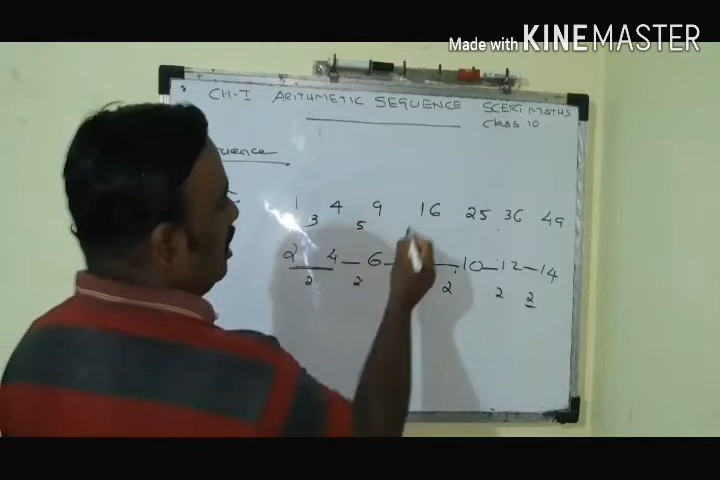 Made with KINEMASTER
CH-I ARITHMETIC SEQUENCE SCERT MATHS
Class 10
1 4 9 16 25 36 49
3 5
2 4 — 6 — — 10 — 12 — 14
2 2 2 2 2